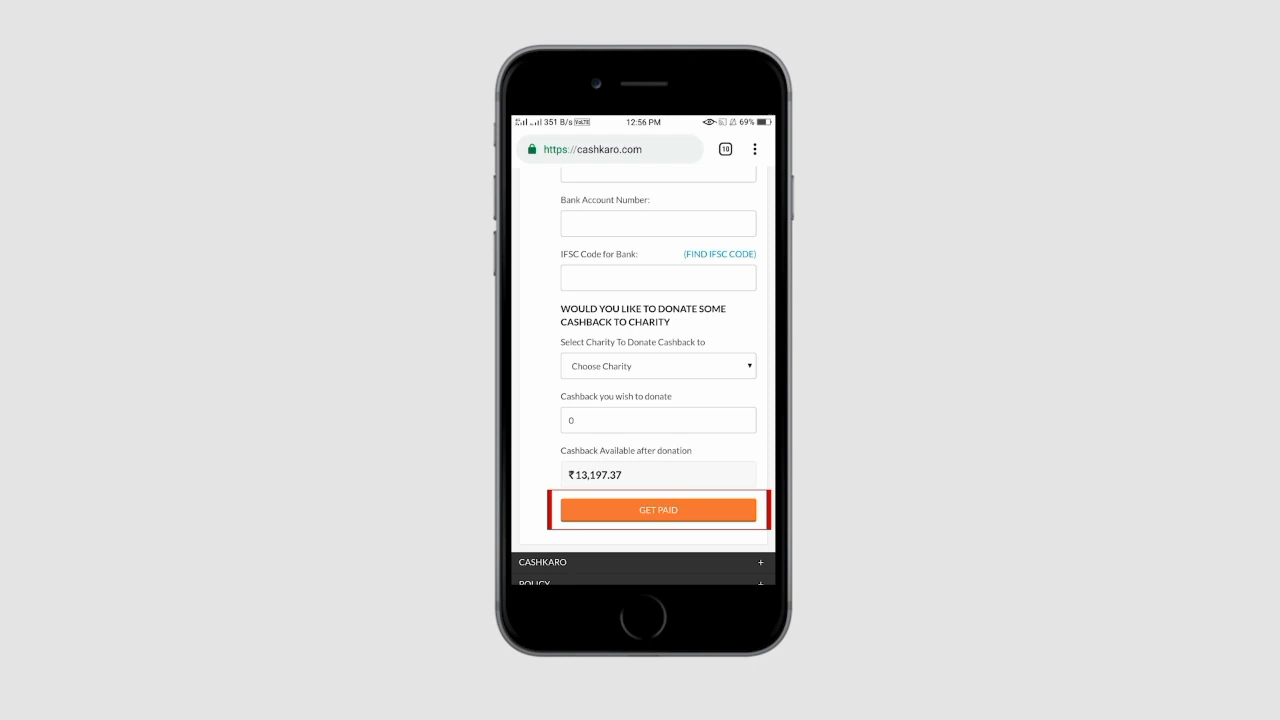 351 B/s VoLTE 12:56 PM 69%
https://cashkaro.com 10
Bank Account Number:
IFSC Code for Bank: (FIND IFSC CODE)
WOULD YOU LIKE TO DONATE SOME
CASHBACK TO CHARITY
Select Charity To Donate Cashback to
Choose Charity
Cashback you wish to donate
0
Cashback Available after donation
₹13,197.37
GET PAID
CASHKARO +
POLICY +